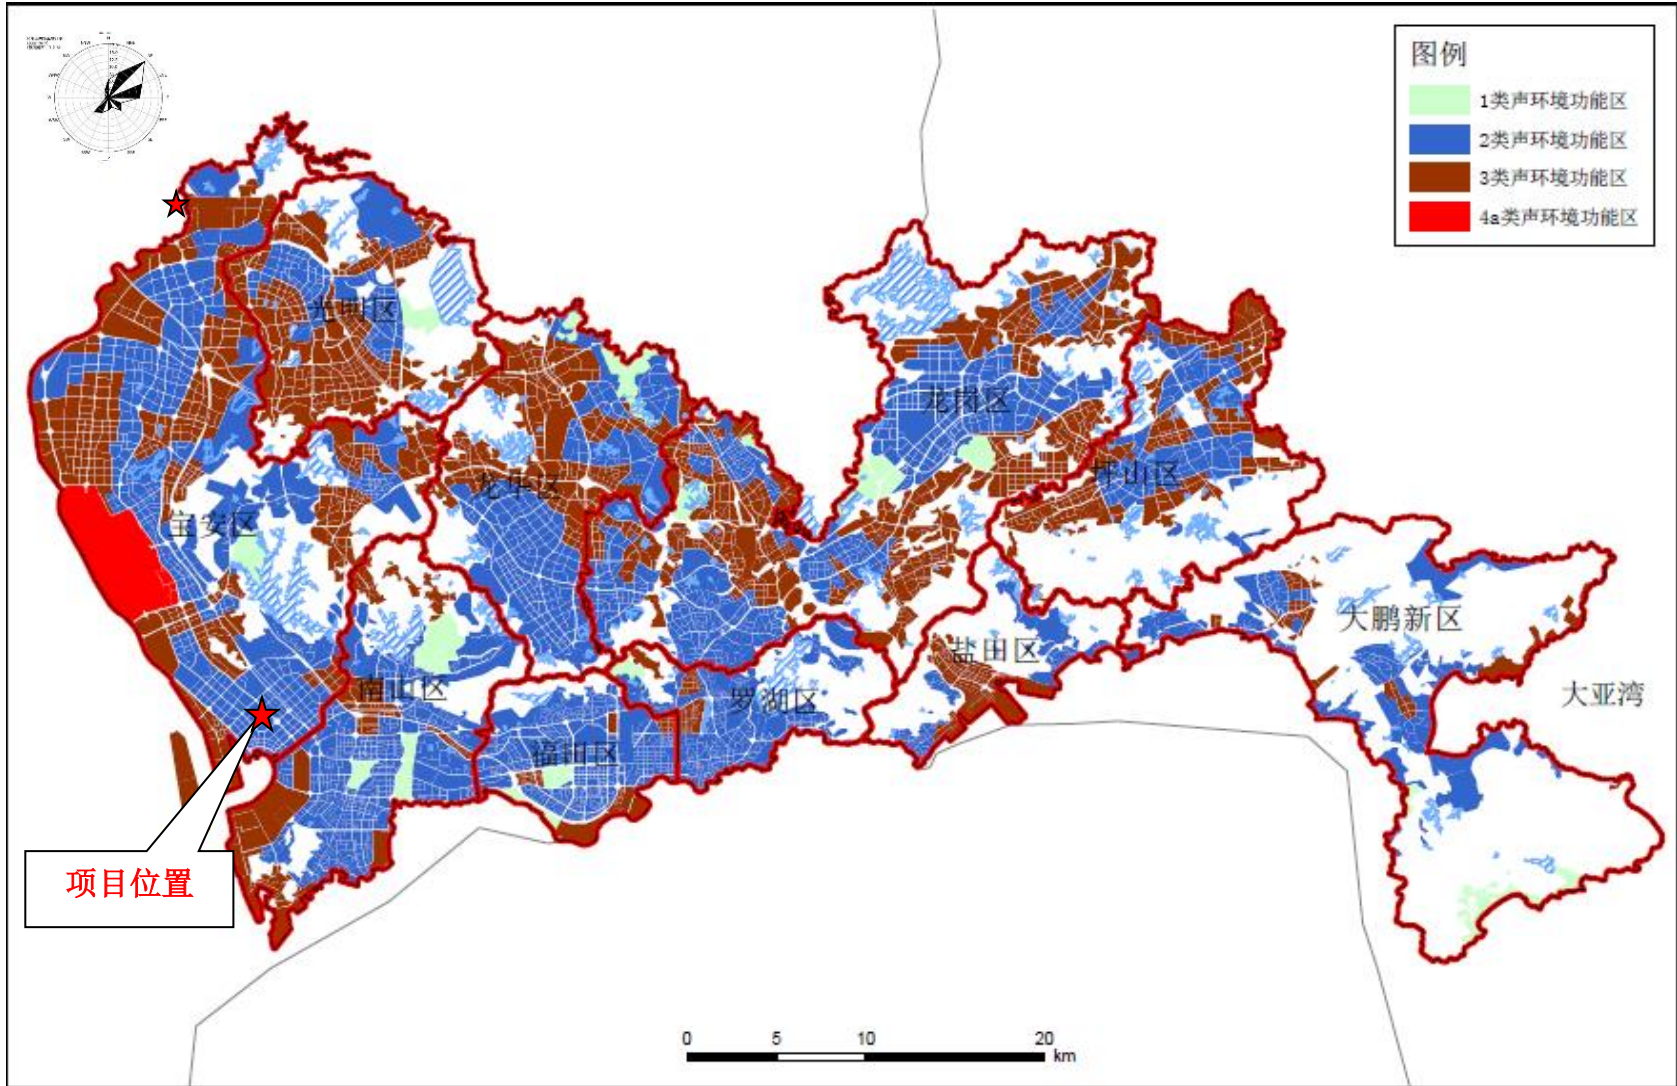 图例
1类声环境功能区
2类声环境功能区
3类声环境功能区
4a类声环境功能区
光明区
龙岗区
龙华区
坪山区
宝安区
大鹏新区
盐田区
南山区
罗湖区
大亚湾
福田区
项目位置
0 5 10 20
km